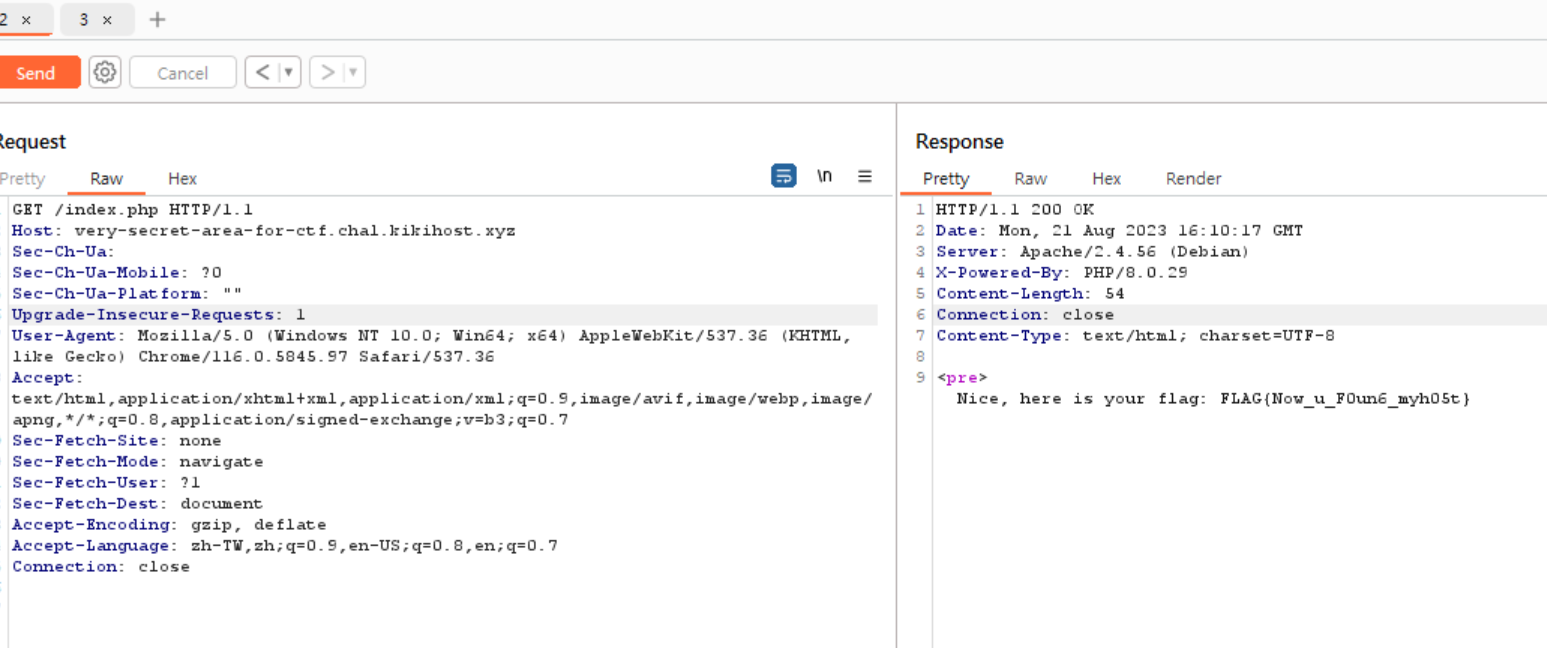 2 ×
3 ×
+
Send
Cancel
<
>
Request
Response
Pretty
Raw
Hex
\n
Pretty
Raw
Hex
Render
GET /index.php HTTP/1.1
Host: very-secret-area-for-ctf.chal.kikihost.xyz
Sec-Ch-Ua:
Sec-Ch-Ua-Mobile: ?0
Sec-Ch-Ua-Platform: ""
Upgrade-Insecure-Requests: 1
User-Agent: Mozilla/5.0 (Windows NT 10.0; Win64; x64) AppleWebKit/537.36 (KHTML,
like Gecko) Chrome/116.0.5845.97 Safari/537.36
Accept:
text/html,application/xhtml+xml,application/xml;q=0.9,image/avif,image/webp,image/
apng,*/*;q=0.8,application/signed-exchange;v=b3;q=0.7
Sec-Fetch-Site: none
Sec-Fetch-Mode: navigate
Sec-Fetch-User: ?1
Sec-Fetch-Dest: document
Accept-Encoding: gzip, deflate
Accept-Language: zh-TW,zh;q=0.9,en-US;q=0.8,en;q=0.7
Connection: close
1 HTTP/1.1 200 OK
2 Date: Mon, 21 Aug 2023 16:10:17 GMT
3 Server: Apache/2.4.56 (Debian)
4 X-Powered-By: PHP/8.0.29
5 Content-Length: 54
6 Connection: close
7 Content-Type: text/html; charset=UTF-8
8
9 <pre>
Nice, here is your flag: FLAG{Now_u_F0un6_myh05t}